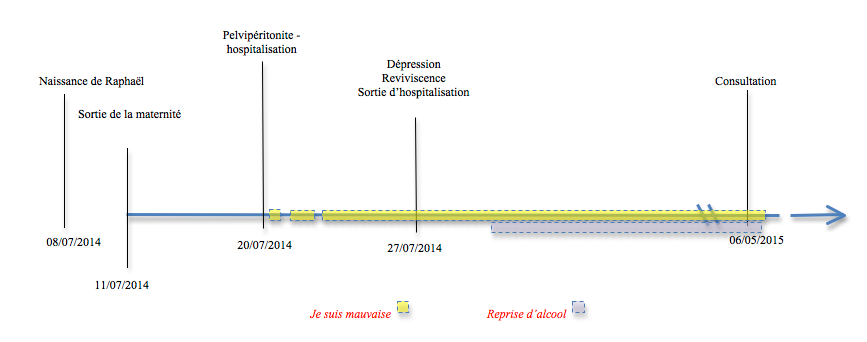 Pelvipéritonite -
hospitalisation
Dépression
Reviviscence
Sortie d’hospitalisation
Naissance de Raphaël
Consultation
Sortie de la maternité
08/07/2014
20/07/2014
27/07/2014
06/05/2015
11/07/2014
Je suis mauvaise
Reprise d’alcool